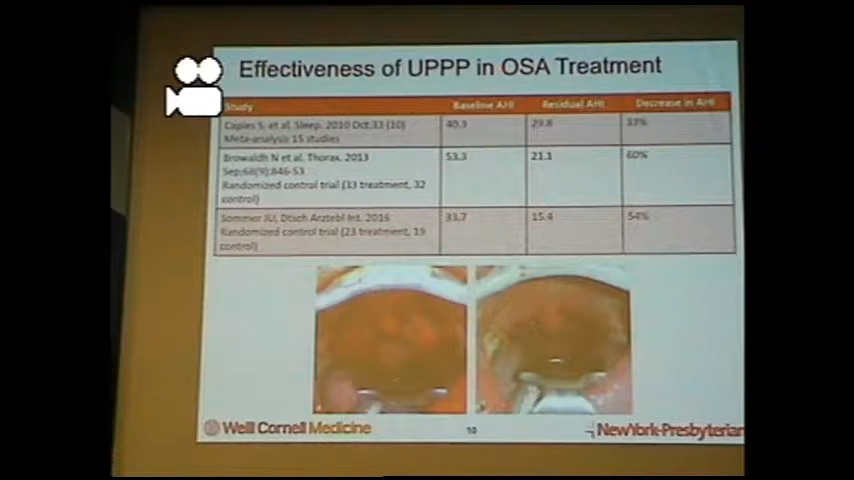 Effectiveness of UPPP in OSA Treatment
Study Baseline AHI Residual AHI Decrease in AHI
Caples S. et al. Sleep. 2010 Oct;33 (10) 40.3 29.8 33%
Meta-analysis 15 studies
Browaldh N et al. Thorax. 2013 53.3 21.1 60%
Sep;68(9):846-53
Randomized control trial (33 treatment, 32
control)
Sommer JU, Dtsch Arztebl Int. 2016 33.7 15.4 54%
Randomized control trial (23 treatment, 19
control)
Weill Cornell Medicine 10 NewYork-Presbyterian